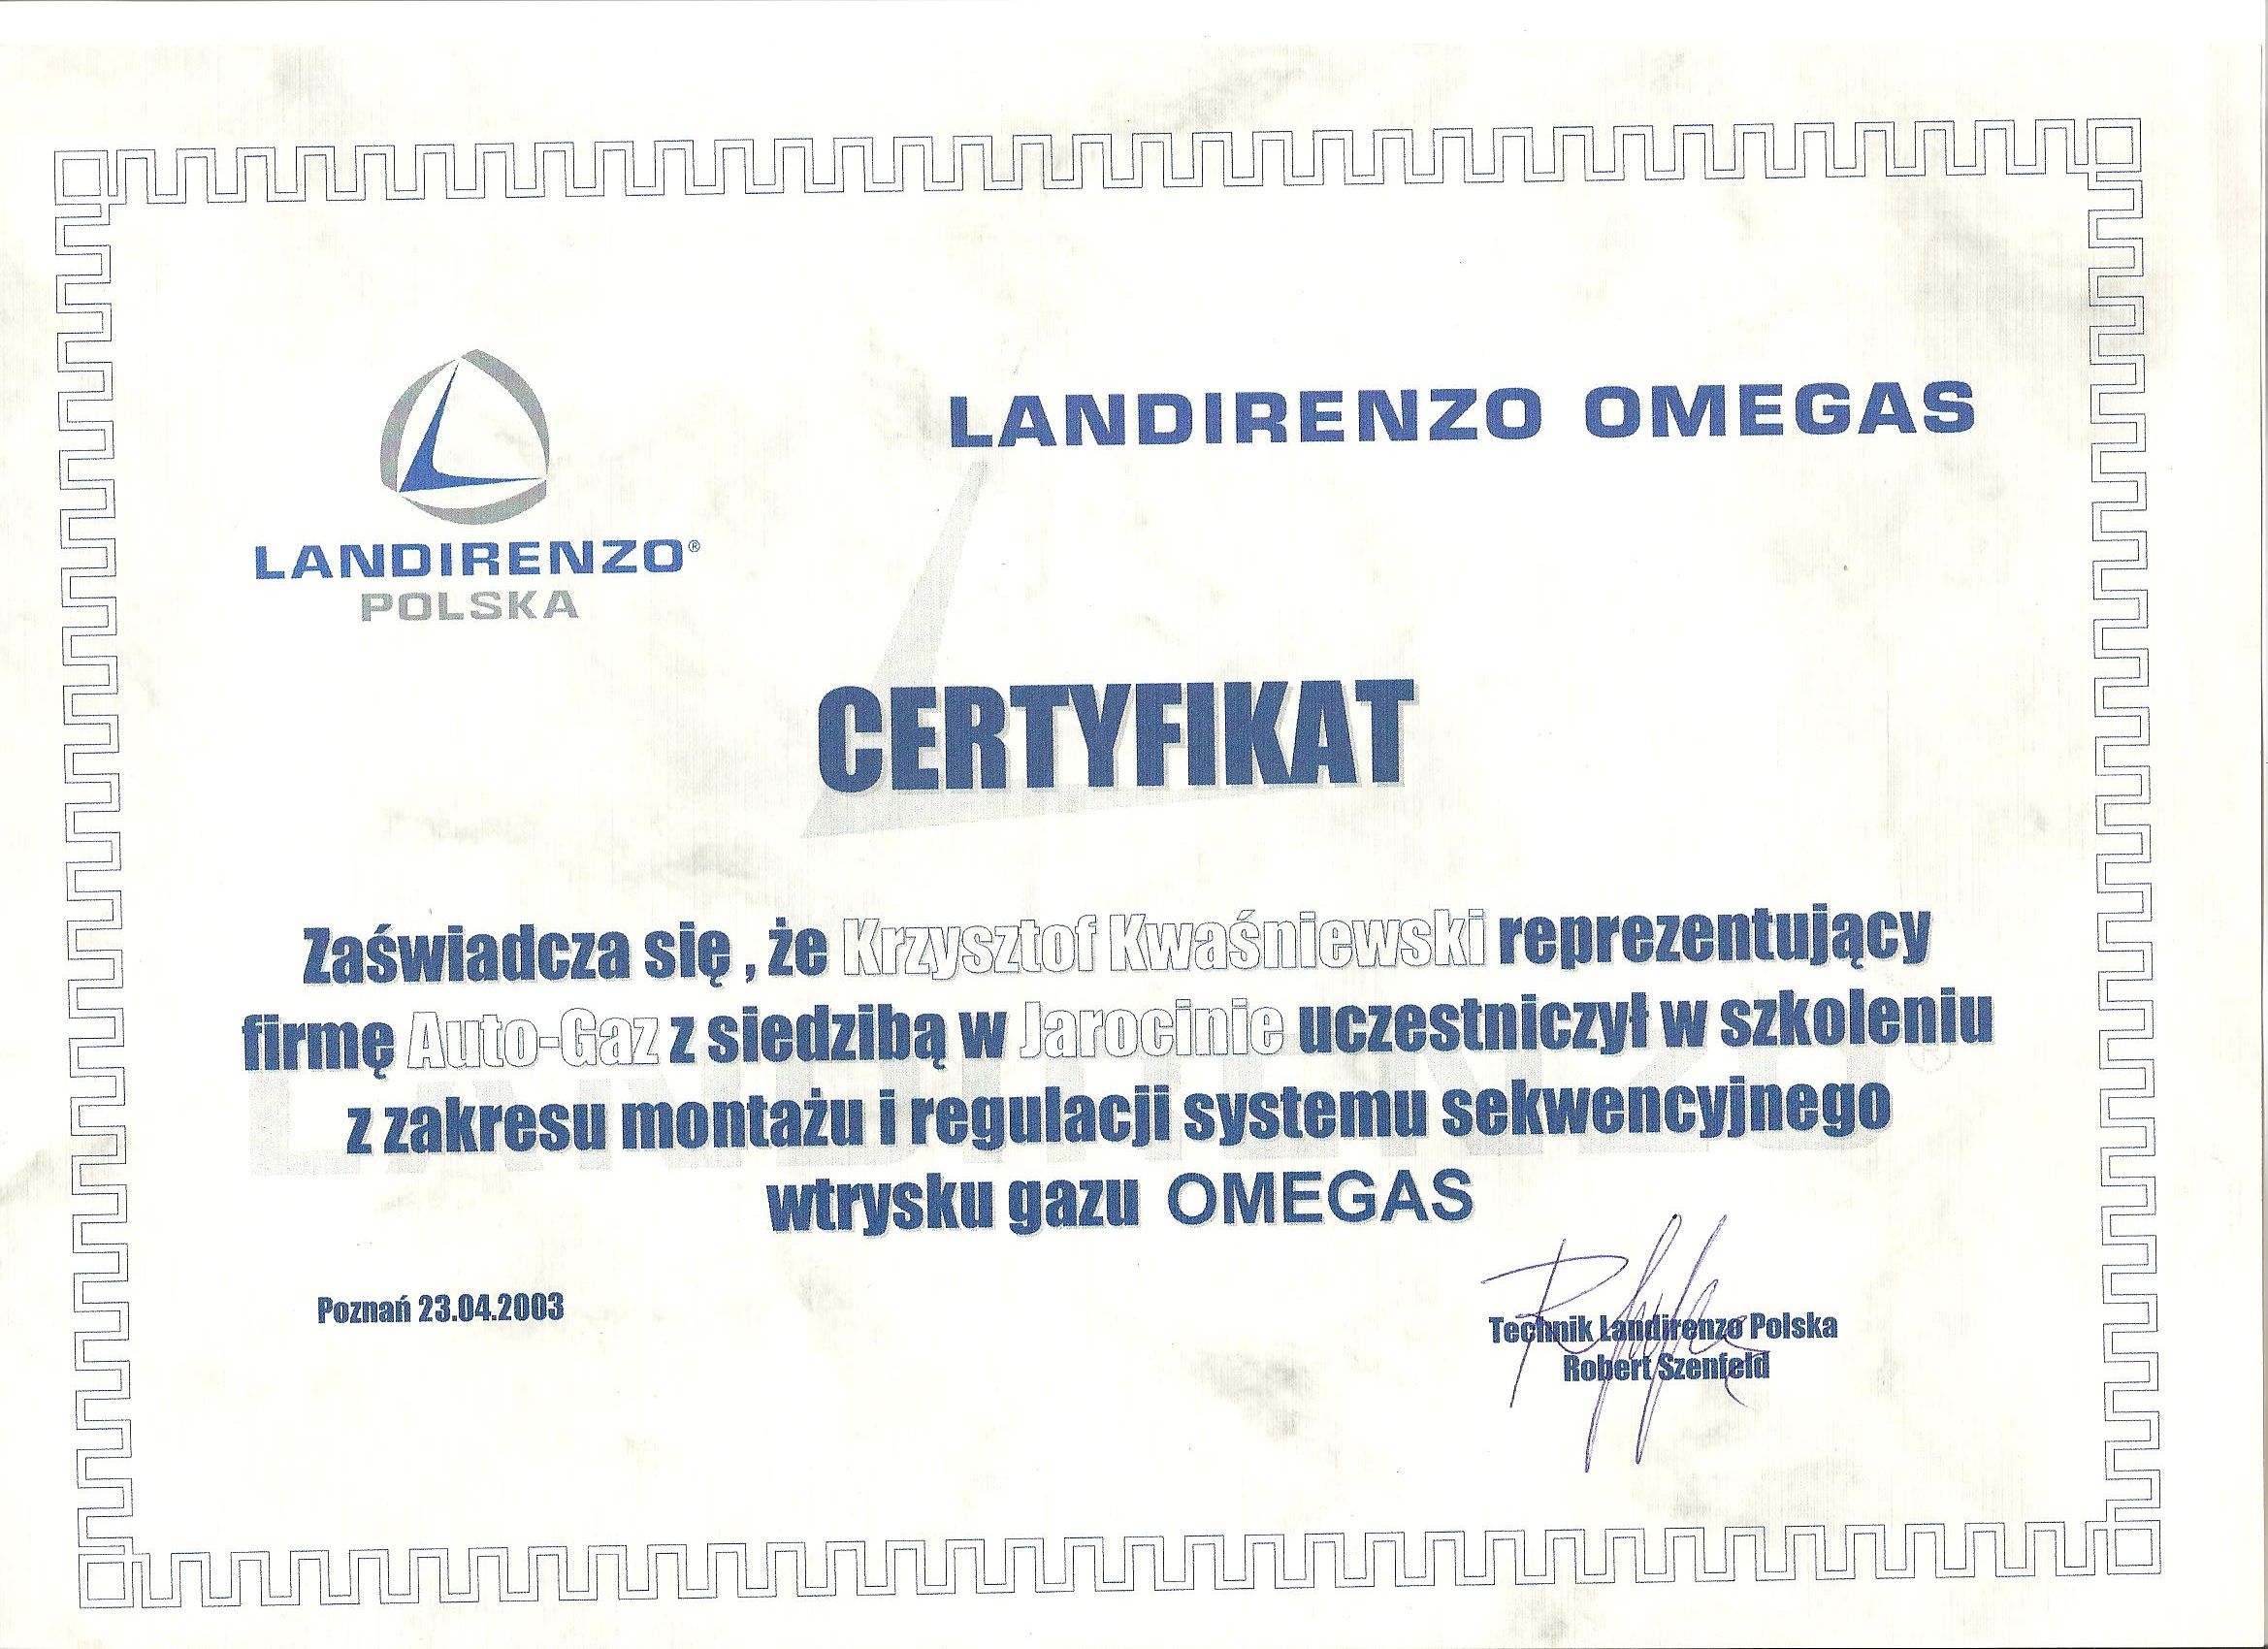 LANDIRENZO OMEGAS
LANDIRENZO®
POLSKA
CERTYFIKAT
Zaświadcza się , że Krzysztof Kwaśniewski reprezentujący
firmę Auto-Gaz z siedzibą w Jarocinie uczestniczył w szkoleniu
z zakresu montażu i regulacji systemu sekwencyjnego
wtrysku gazu OMEGAS
Poznań 23.04.2003
Technik Landirenzo Polska
Robert Szenfeld